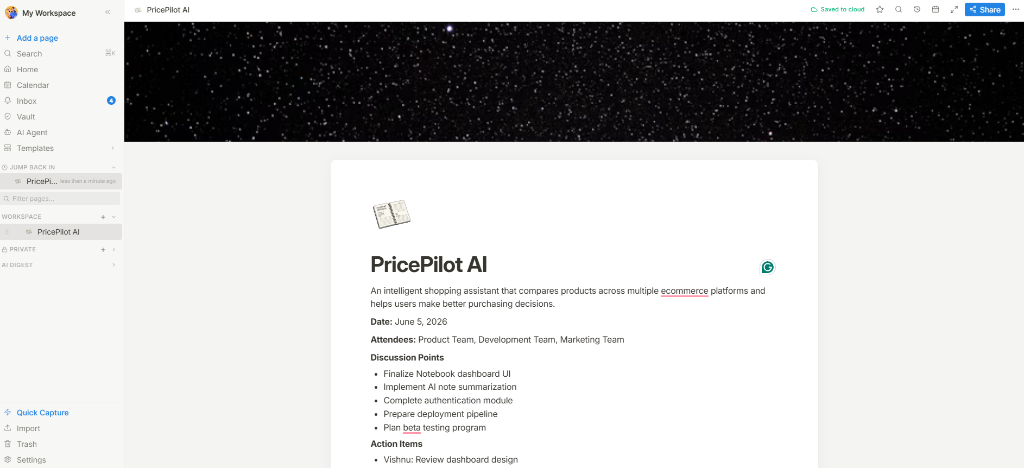 My Workspace
Add a page
Search ⌘K
Home
Calendar
Inbox 4
Vault
AI Agent
Templates
JUMP BACK IN
PricePi... less than a minute ago
Filter pages...
WORKSPACE
PricePilot AI
PRIVATE
AI DIGEST
Quick Capture
Import
Trash
Settings
PricePilot AI
Saved to cloud
Share
PricePilot AI
An intelligent shopping assistant that compares products across multiple ecommerce platforms and
helps users make better purchasing decisions.
Date: June 5, 2026
Attendees: Product Team, Development Team, Marketing Team
Discussion Points
• Finalize Notebook dashboard UI
• Implement AI note summarization
• Complete authentication module
• Prepare deployment pipeline
• Plan beta testing program
Action Items
• Vishnu: Review dashboard design